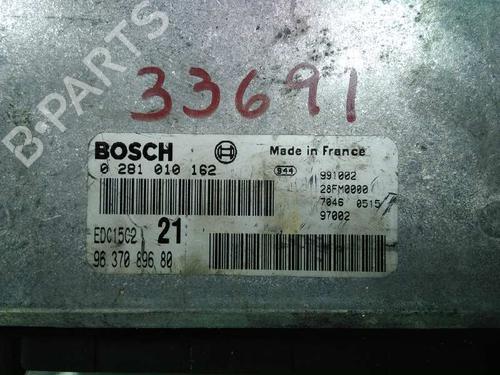 B-PARTS
33691
BOSCH
Made in France
0 281 010 162
944
991002
28FM0000
7046 0515
97002
EDC15C2 21
96 370 896 80